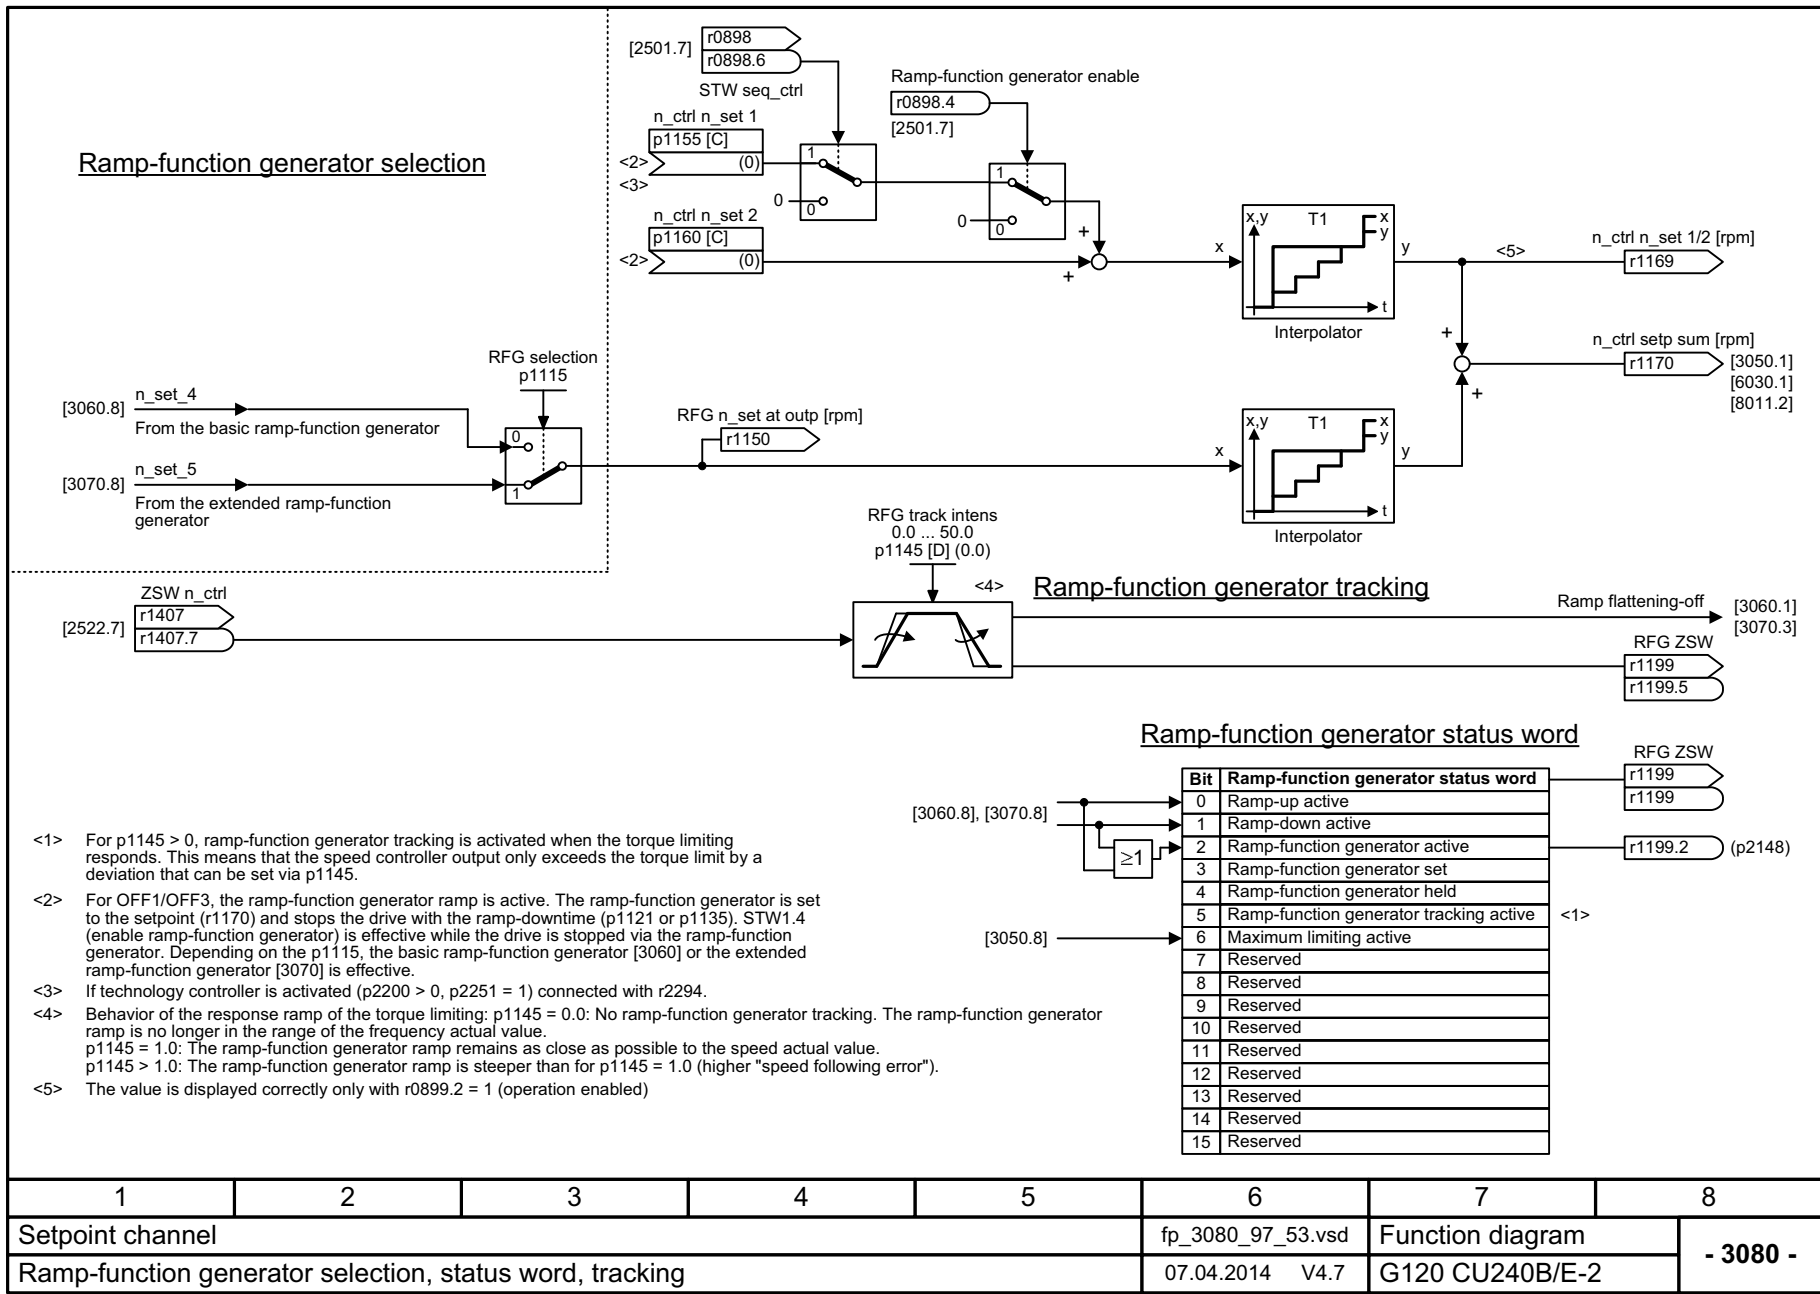 Ramp-function generator selection
[2501.7]
r0898
r0898.6
STW seq_ctrl
n_ctrl n_set 1
p1155 [C]
<2>
(0)
<3>
1
0
0
Ramp-function generator enable
r0898.4
[2501.7]
1
0
0
n_ctrl n_set 2
p1160 [C]
<2>
(0)
+
+
x
x,y
T1
x
y
t
Interpolator
y
<5>
n_ctrl n_set 1/2 [rpm]
r1169
+
n_ctrl setp sum [rpm]
r1170
[3050.1]
[6030.1]
[8011.2]
+
RFG selection
p1115
[3060.8]
n_set_4
From the basic ramp-function generator
0
[3070.8]
n_set_5
From the extended ramp-function
generator
1
RFG n_set at outp [rpm]
r1150
x
x,y
T1
x
y
t
Interpolator
y
RFG track intens
0.0 ... 50.0
p1145 [D] (0.0)
<4>
Ramp-function generator tracking
ZSW n_ctrl
[2522.7]
r1407
r1407.7
Ramp flattening-off
[3060.1]
[3070.3]
RFG ZSW
r1199
r1199.5
Ramp-function generator status word
RFG ZSW
r1199
r1199
Bit Ramp-function generator status word
[3060.8], [3070.8]
0 Ramp-up active
1 Ramp-down active
≥1
2 Ramp-function generator active
r1199.2
(p2148)
3 Ramp-function generator set
4 Ramp-function generator held
5 Ramp-function generator tracking active
<1>
[3050.8]
6 Maximum limiting active
7 Reserved
8 Reserved
9 Reserved
10 Reserved
11 Reserved
12 Reserved
13 Reserved
14 Reserved
15 Reserved
<1> For p1145 > 0, ramp-function generator tracking is activated when the torque limiting
responds. This means that the speed controller output only exceeds the torque limit by a
deviation that can be set via p1145.
<2> For OFF1/OFF3, the ramp-function generator ramp is active. The ramp-function generator is set
to the setpoint (r1170) and stops the drive with the ramp-downtime (p1121 or p1135). STW1.4
(enable ramp-function generator) is effective while the drive is stopped via the ramp-function
generator. Depending on the p1115, the basic ramp-function generator [3060] or the extended
ramp-function generator [3070] is effective.
<3> If technology controller is activated (p2200 > 0, p2251 = 1) connected with r2294.
<4> Behavior of the response ramp of the torque limiting: p1145 = 0.0: No ramp-function generator tracking. The ramp-function generator
ramp is no longer in the range of the frequency actual value.
p1145 = 1.0: The ramp-function generator ramp remains as close as possible to the speed actual value.
p1145 > 1.0: The ramp-function generator ramp is steeper than for p1145 = 1.0 (higher "speed following error").
<5> The value is displayed correctly only with r0899.2 = 1 (operation enabled)
1 2 3 4 5 6 7 8
Setpoint channel
fp_3080_97_53.vsd
Function diagram
- 3080 -
Ramp-function generator selection, status word, tracking
07.04.2014 V4.7
G120 CU240B/E-2